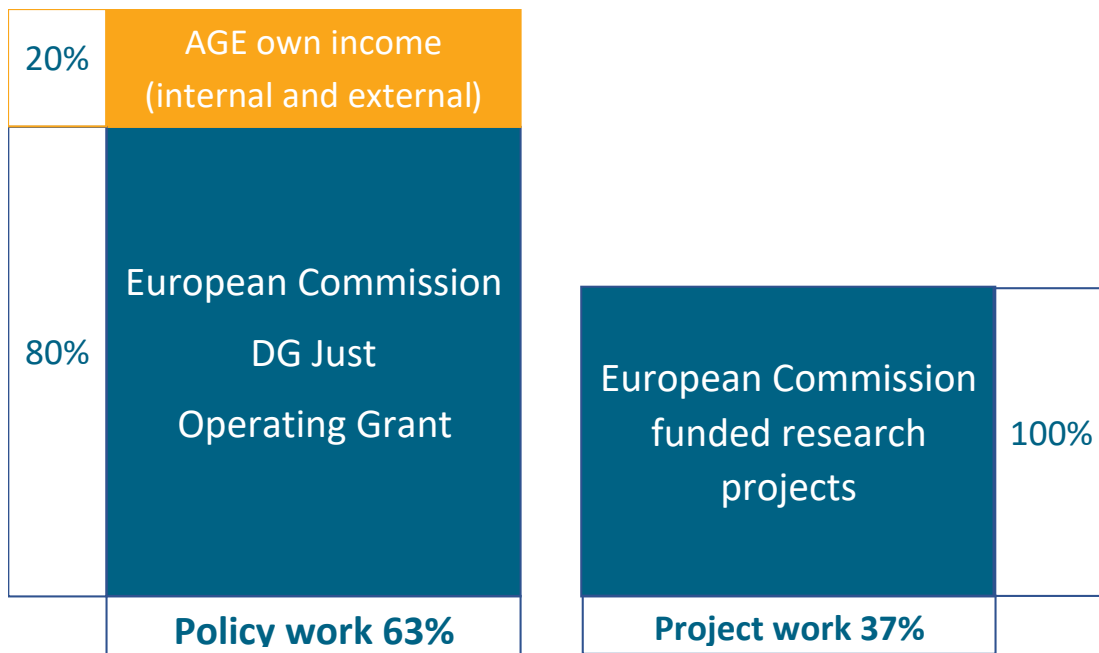 20%
AGE own income
(internal and external)
80%
European Commission
DG Just
Operating Grant
Policy work 63%
European Commission
funded research
projects
100%
Project work 37%